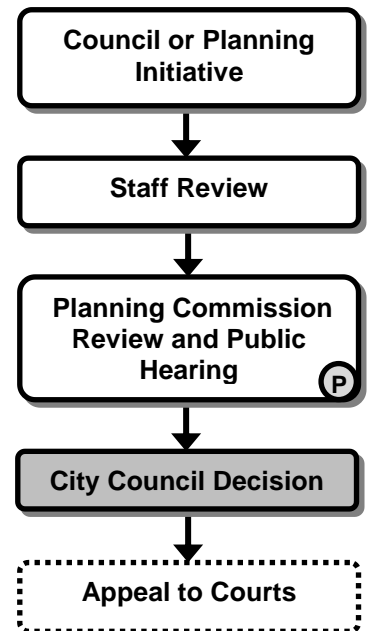 Council or Planning
Initiative
Staff Review
Planning Commission
Review and Public
Hearing
P
City Council Decision
Appeal to Courts